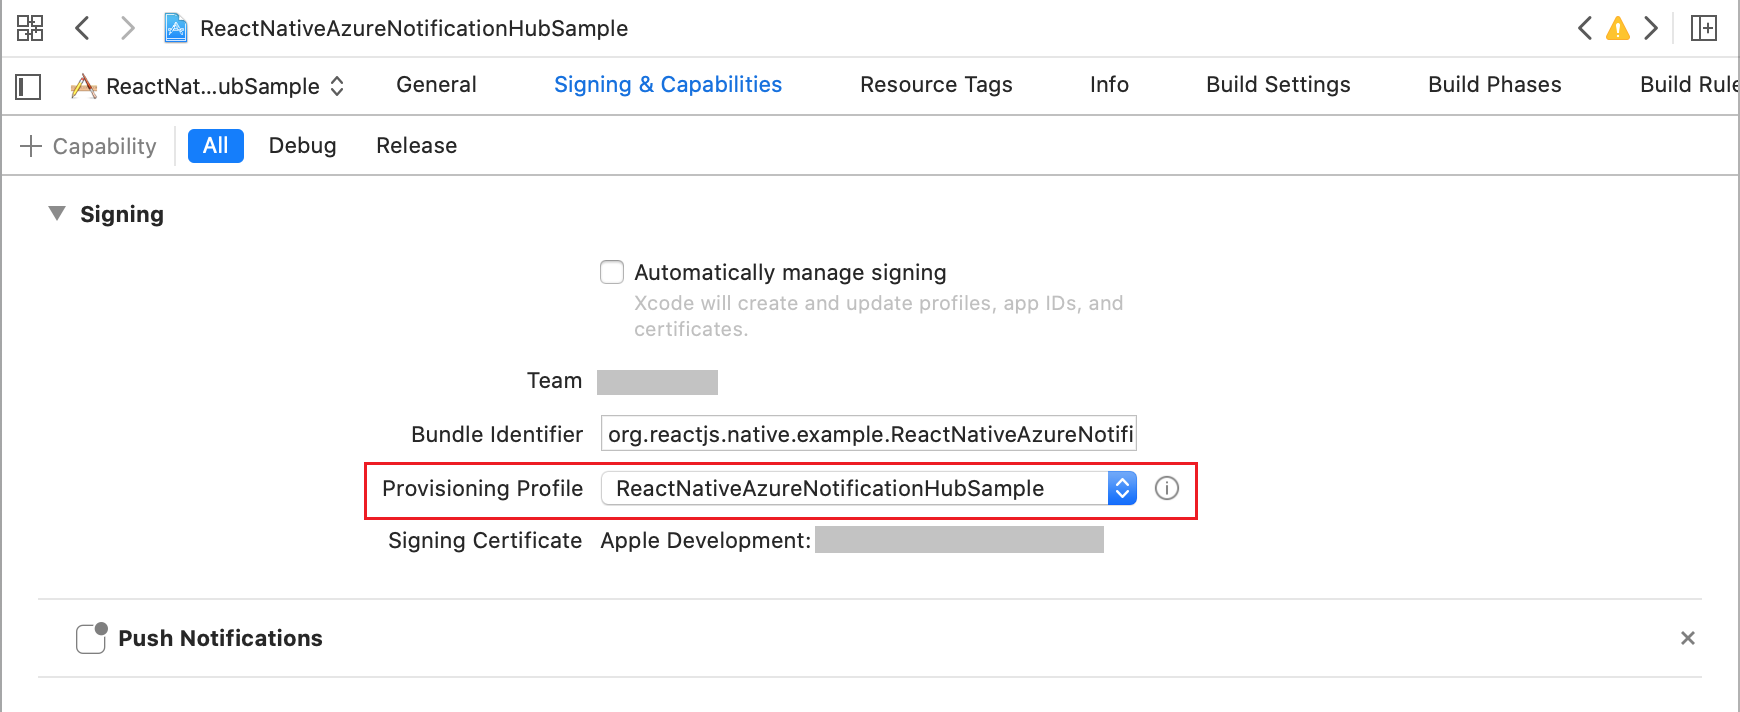 ReactNativeAzureNotificationHubSample
ReactNat...ubSample General Signing & Capabilities Resource Tags Info Build Settings Build Phases Build Rule
+ Capability All Debug Release
Signing
Automatically manage signing
Xcode will create and update profiles, app IDs, and
certificates.
Team
Bundle Identifier org.reactjs.native.example.ReactNativeAzureNotifi
Provisioning Profile ReactNativeAzureNotificationHubSample
Signing Certificate Apple Development:
Push Notifications